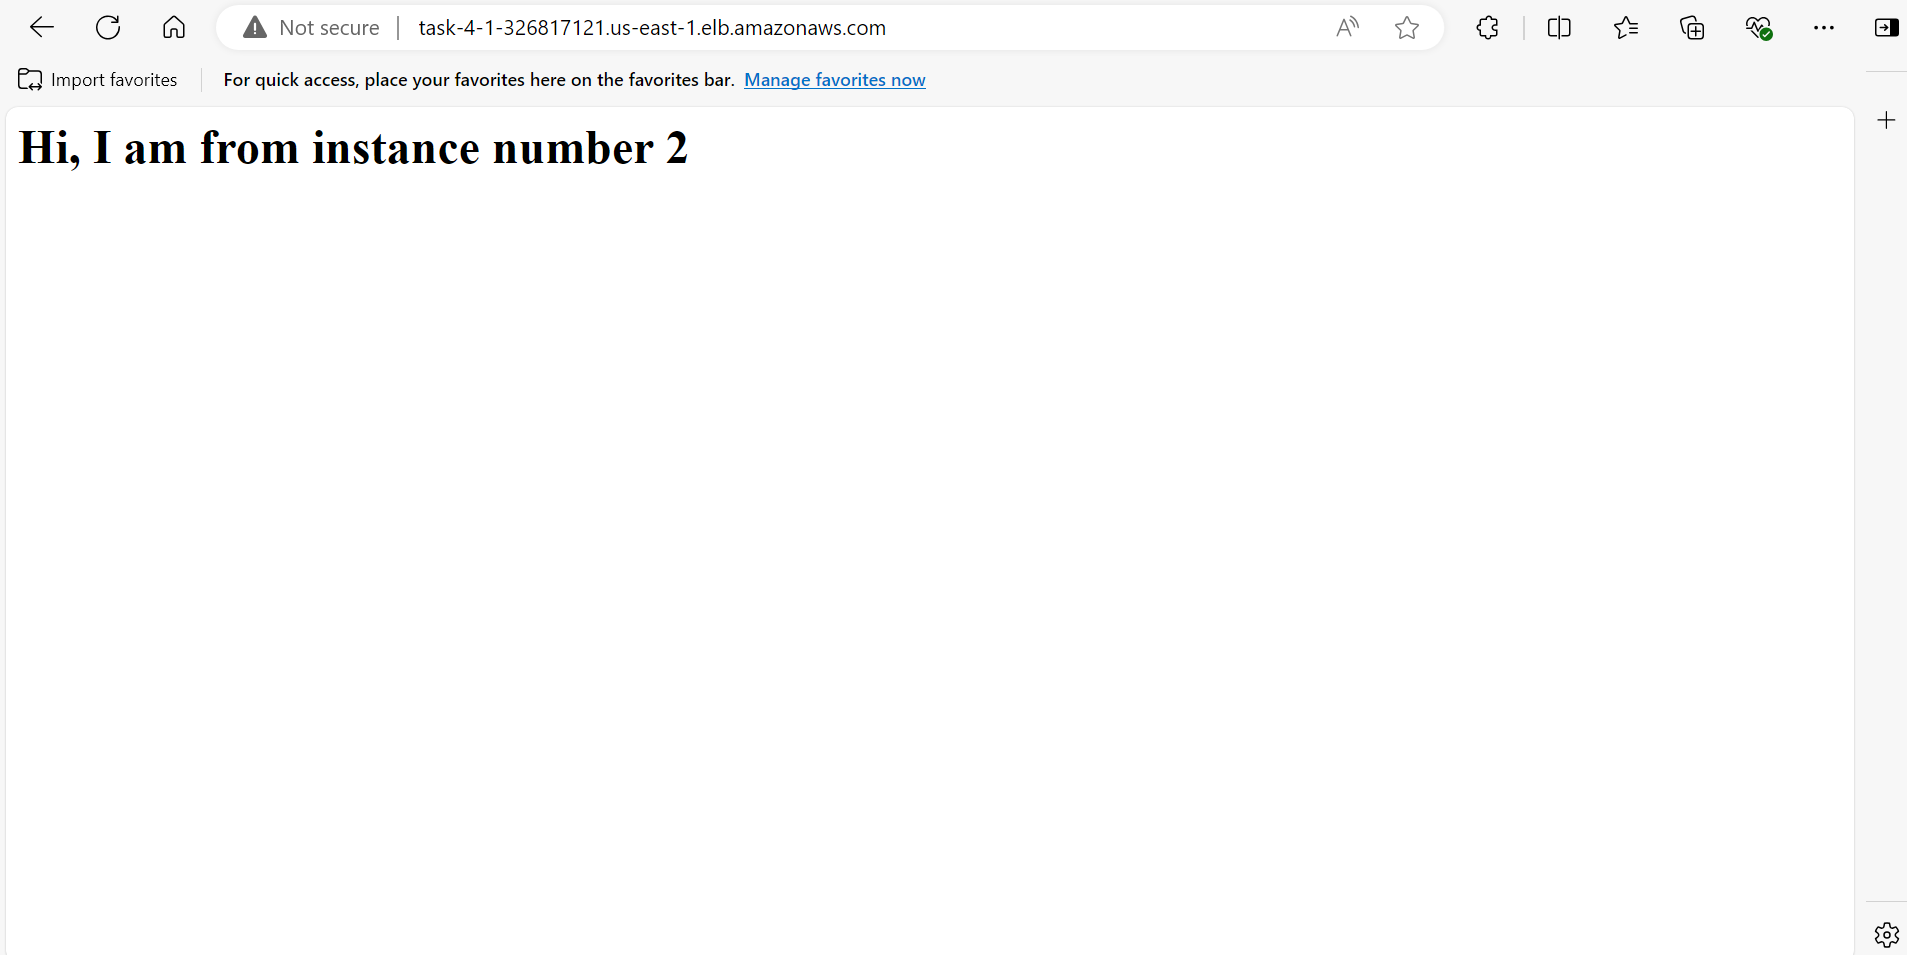 Not secure task-4-1-326817121.us-east-1.elb.amazonaws.com
Import favorites For quick access, place your favorites here on the favorites bar. Manage favorites now
Hi, I am from instance number 2